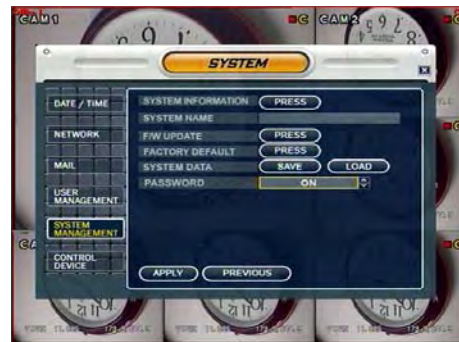 CAM1
C
CAM2
C
SYSTEM
DATE / TIME
NETWORK
MAIL
USER
MANAGEMENT
SYSTEM
MANAGEMENT
CONTROL
DEVICE
SYSTEM INFORMATION PRESS
SYSTEM NAME
F/W UPDATE PRESS
FACTORY DEFAULT PRESS
SYSTEM DATA SAVE LOAD
PASSWORD ON
APPLY PREVIOUS